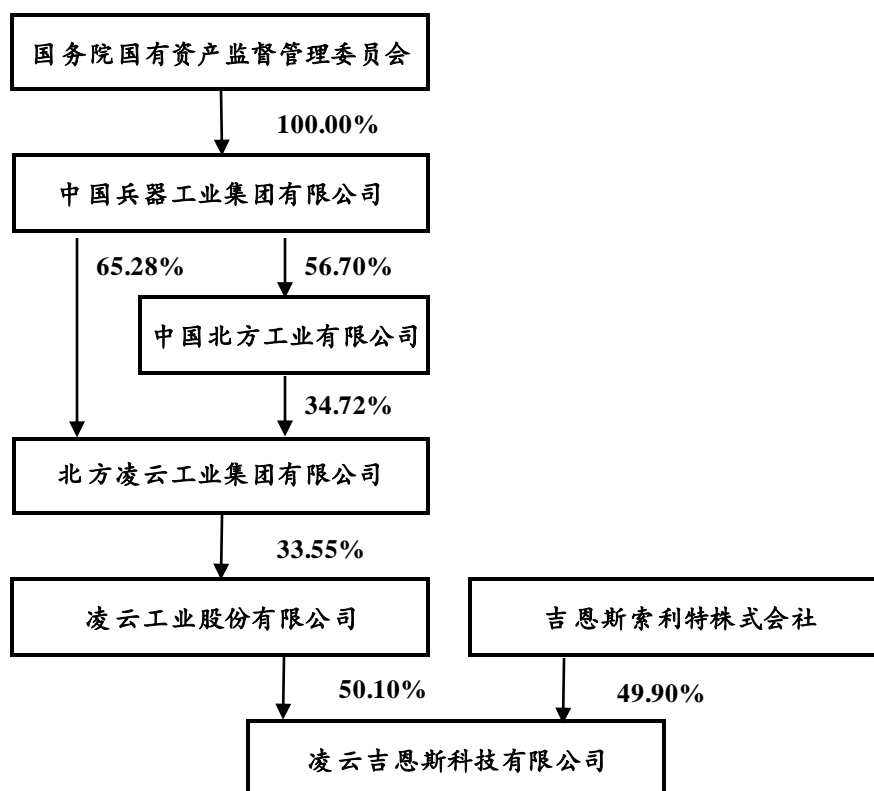 国务院国有资产监督管理委员会
100.00%
中国兵器工业集团有限公司
65.28%
56.70%
中国北方工业有限公司
34.72%
北方凌云工业集团有限公司
33.55%
凌云工业股份有限公司
吉恩斯索利特株式会社
50.10%
49.90%
凌云吉恩斯科技有限公司